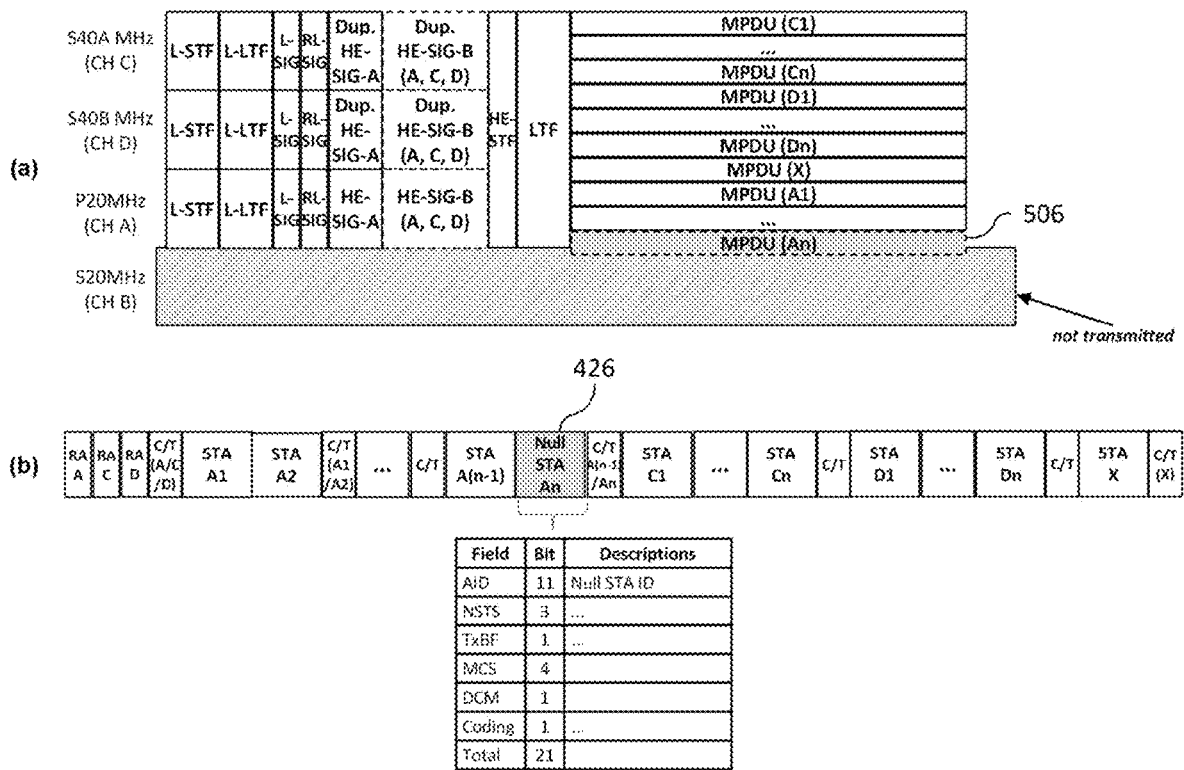 (a)
S40A MHz
(CH C)
L-STF
L-LTF
L-
SIG
RL-
SIG
Dup.
HE-
SIG-A
Dup.
HE-SIG-B
(A, C, D)
S40B MHz
(CH D)
L-STF
L-LTF
L-
SIG
RL-
SIG
Dup.
HE-
SIG-A
Dup.
HE-SIG-B
(A, C, D)
P20MHz
(CH A)
L-STF
L-LTF
L-
SIG
RL-
SIG
HE-
SIG-A
HE-SIG-B
(A, C, D)
HE-
STF
LTF
MPDU (C1)
...
MPDU (Cn)
MPDU (D1)
...
MPDU (Dn)
MPDU (X)
MPDU (A1)
...
MPDU (An)
506
S20MHz
(CH B)
not transmitted
426
(b)
RA
A
RA
C
RA
D
C/T
(A/C
/D)
STA
A1
STA
A2
C/T
(A1
/A2)
...
C/T
STA
A(n-1)
Null
STA
An
C/T
A(n-1)
/An
STA
C1
...
STA
Cn
C/T
STA
D1
...
STA
Dn
C/T
STA
X
C/T
(X)
Field Bit Descriptions
AID 11 Null STA ID
NSTS 3 ...
TxBF 1 ...
MCS 4
DCM 1
Coding 1 ...
Total 21